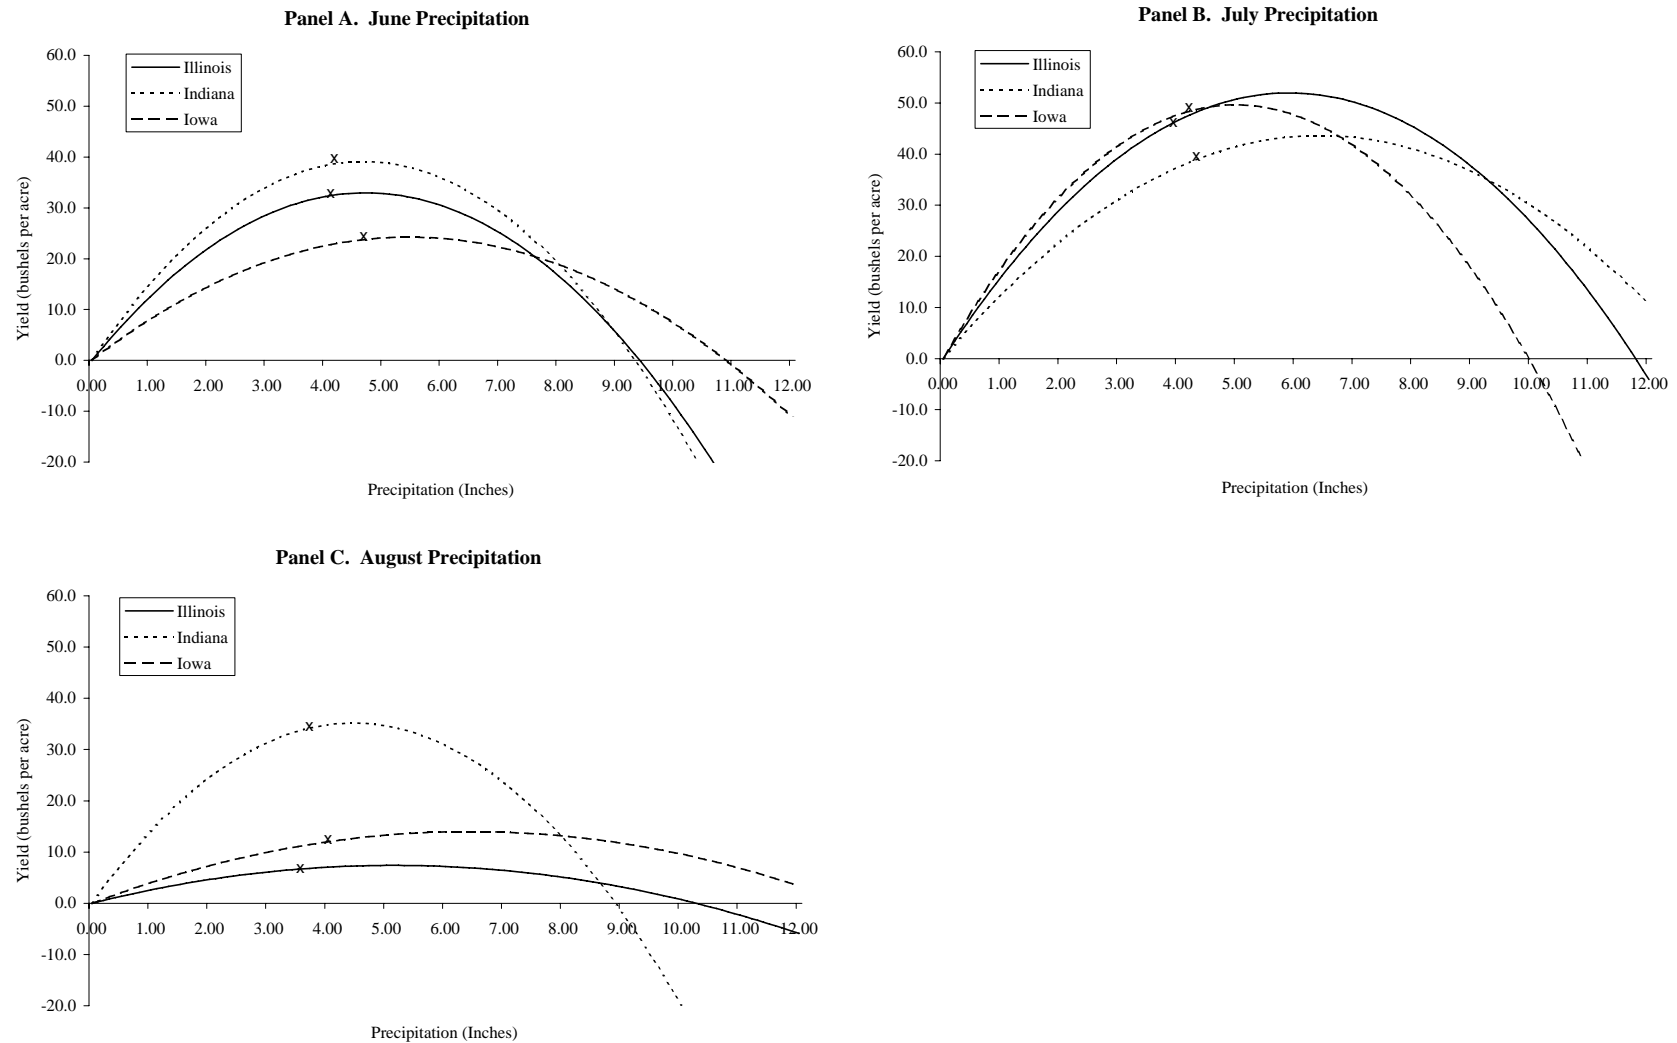 Panel A.  June Precipitation
60.0
50.0
40.0
30.0
20.0
10.0
0.0
-10.0
-20.0
Yield (bushels per acre)
Illinois
Indiana
Iowa
x
x
x
0.00 1.00 2.00 3.00 4.00 5.00 6.00 7.00 8.00 9.00 10.00 11.00 12.00
Precipitation (Inches)
Panel B.  July Precipitation
60.0
50.0
40.0
30.0
20.0
10.0
0.0
-10.0
-20.0
Yield (bushels per acre)
Illinois
Indiana
Iowa
x
x
x
0.00 1.00 2.00 3.00 4.00 5.00 6.00 7.00 8.00 9.00 10.00 11.00 12.00
Precipitation (Inches)
Panel C.  August Precipitation
60.0
50.0
40.0
30.0
20.0
10.0
0.0
-10.0
-20.0
Yield (bushels per acre)
Illinois
Indiana
Iowa
x
x
x
0.00 1.00 2.00 3.00 4.00 5.00 6.00 7.00 8.00 9.00 10.00 11.00 12.00
Precipitation (Inches)